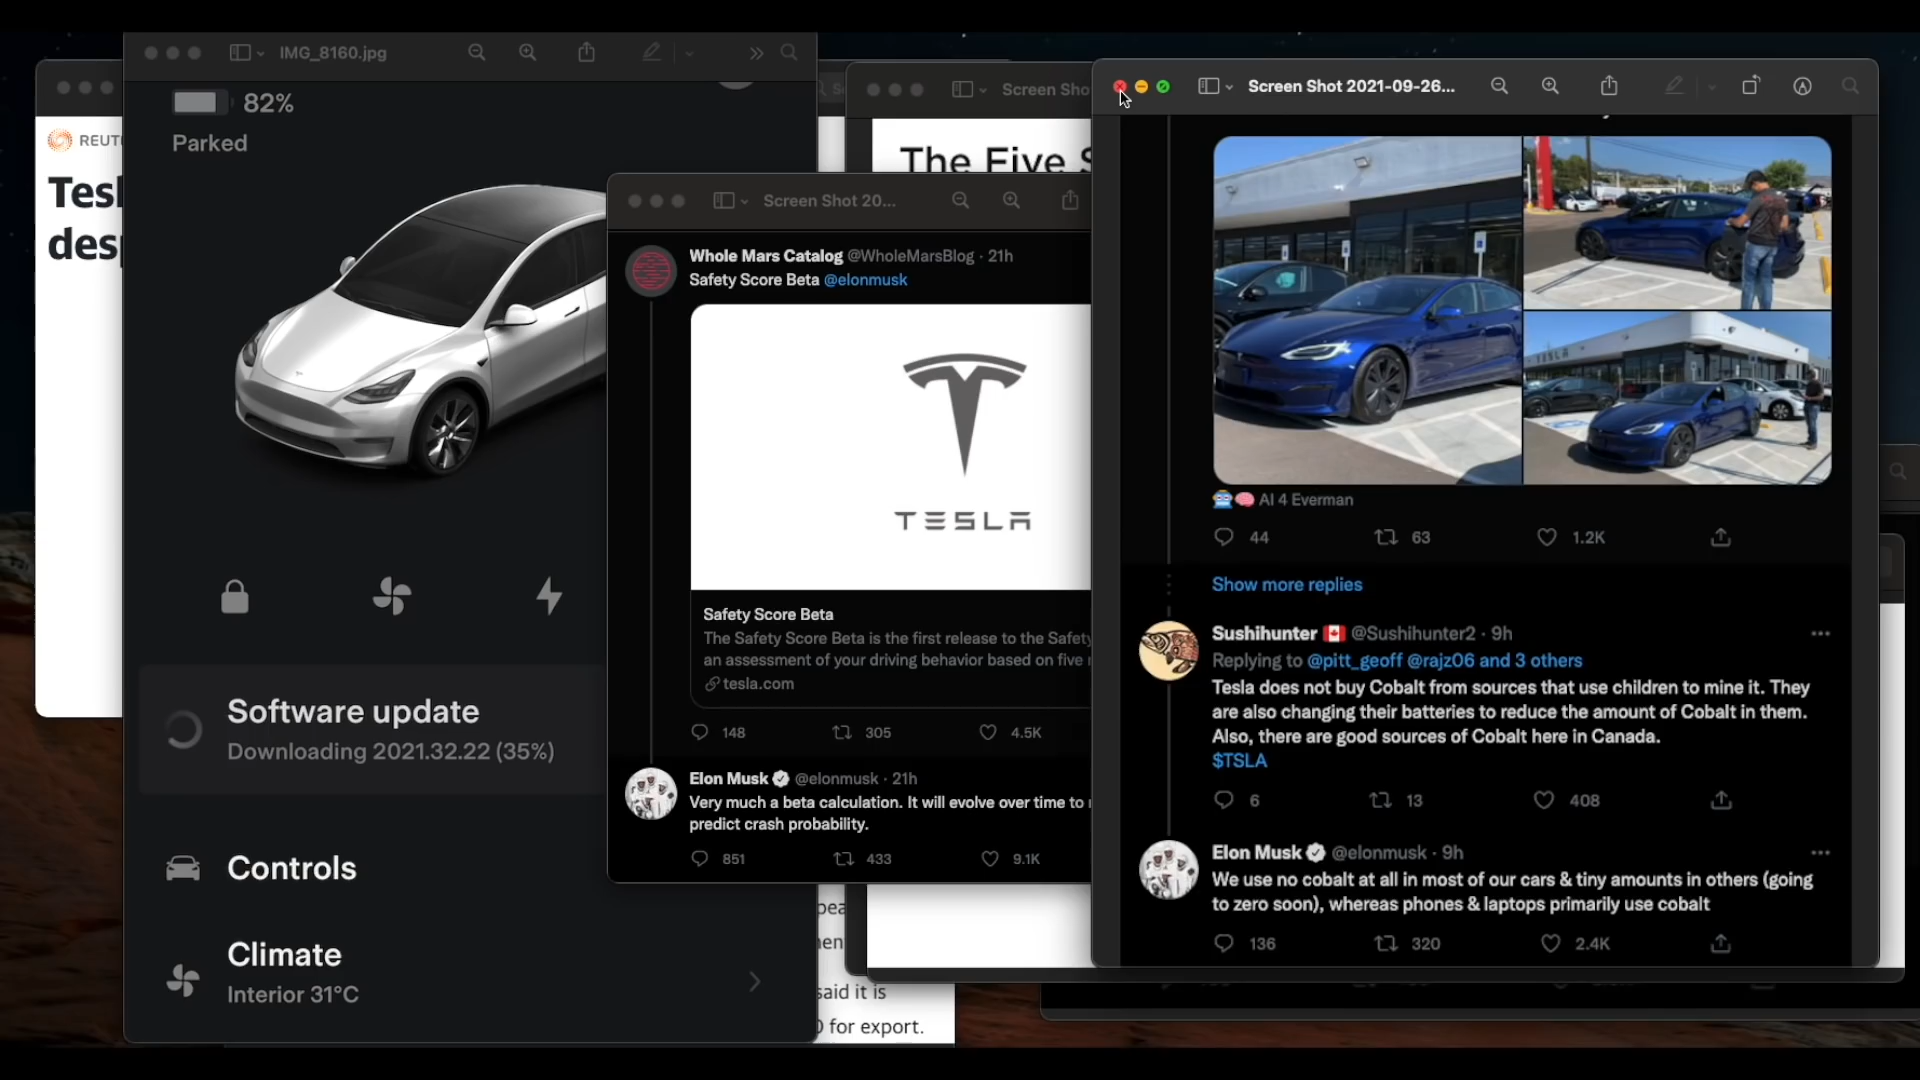 IMG_8160.jpg
82%
Parked
REUT
Tesl
des
Software update
Downloading 2021.32.22 (35%)
Controls
Climate
Interior 31°C
said it is
for export.
Screen Shot 20...
Whole Mars Catalog @WholeMarsBlog · 21h
Safety Score Beta @elonmusk
TESLA
Safety Score Beta
The Safety Score Beta is the first release to the Safety
an assessment of your driving behavior based on five
tesla.com
148 305 4.5K
Elon Musk @elonmusk · 21h
Very much a beta calculation. It will evolve over time to
predict crash probability.
851 433 9.1K
Screen Sho
The Five S
Screen Shot 2021-09-26...
TESLA
AI 4 Everman
44 63 1.2K
Show more replies
Sushihunter @Sushihunter2 · 9h
Replying to @pitt_geoff @rajz06 and 3 others
Tesla does not buy Cobalt from sources that use children to mine it. They
are also changing their batteries to reduce the amount of Cobalt in them.
Also, there are good sources of Cobalt here in Canada.
$TSLA
6 13 408
Elon Musk @elonmusk · 9h
We use no cobalt at all in most of our cars & tiny amounts in others (going
to zero soon), whereas phones & laptops primarily use cobalt
136 320 2.4K